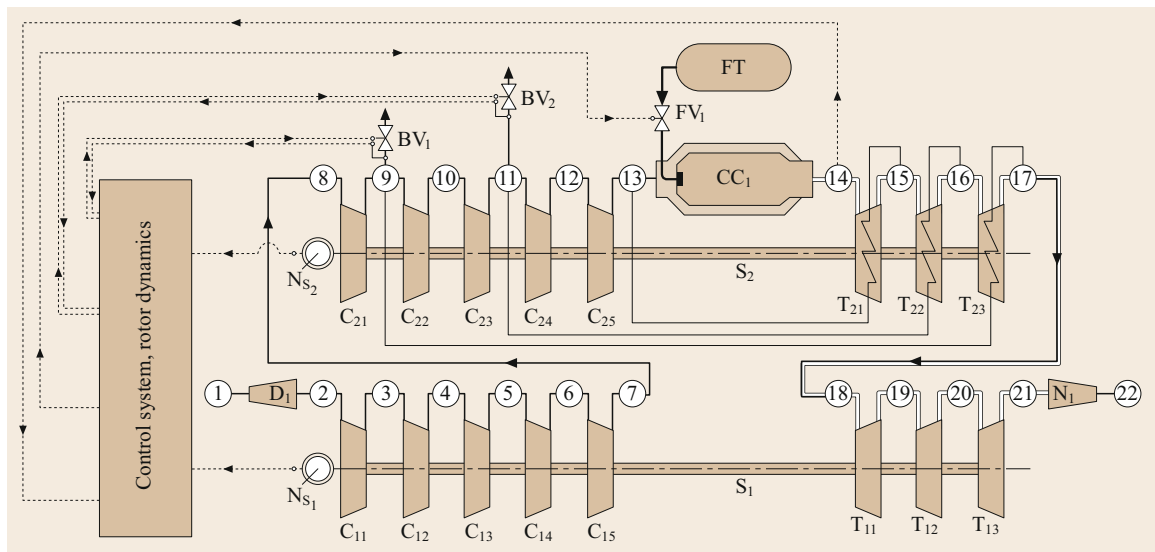 FT
BV₂
FV₁
BV₁
8
9
10
11
12
13
CC₁
14
15
16
17
Control system, rotor dynamics
N_S₂
S₂
C₂₁
C₂₂
C₂₃
C₂₄
C₂₅
T₂₁
T₂₂
T₂₃
1
D₁
2
3
4
5
6
7
18
19
20
21
N₁
22
N_S₁
S₁
C₁₁
C₁₂
C₁₃
C₁₄
C₁₅
T₁₁
T₁₂
T₁₃